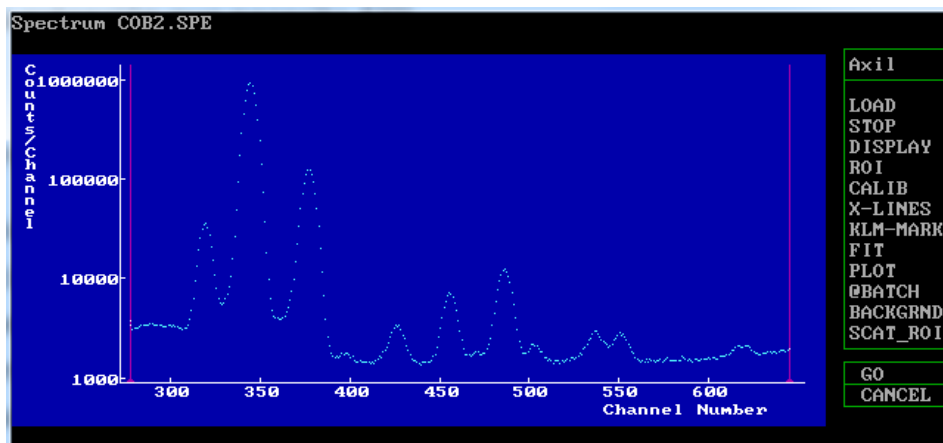 Spectrum COB2.SPE
Counts/Channel
1000000
100000
10000
1000
300 350 400 450 500 550 600
Channel Number
Axil
LOAD
STOP
DISPLAY
ROI
CALIB
X-LINES
KLM-MARK
FIT
PLOT
@BATCH
BACKGRND
SCAT_ROI
GO
CANCEL